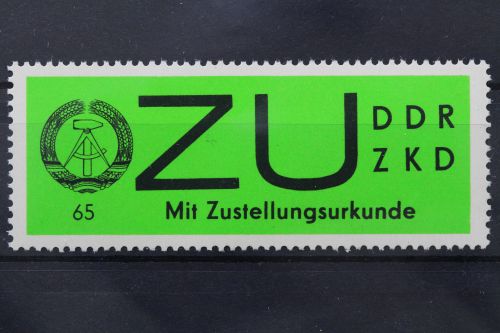 ZU
DDR
ZKD
65
Mit Zustellungsurkunde